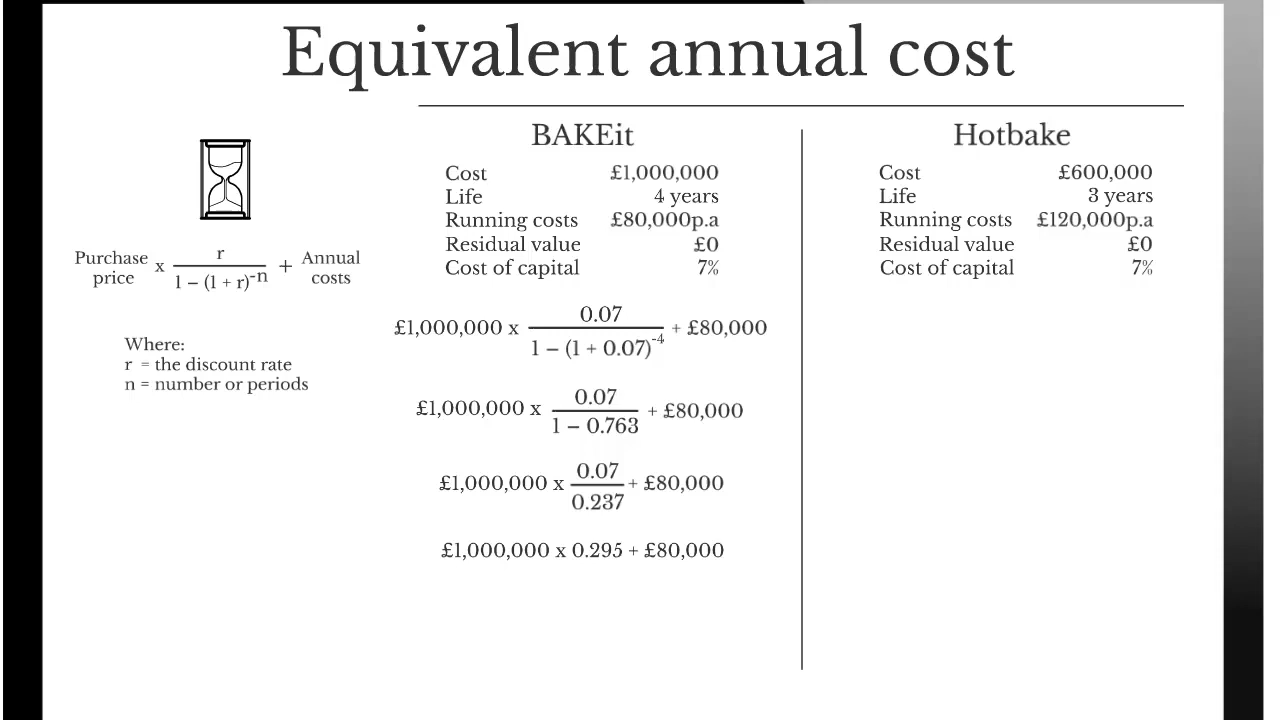 Equivalent annual cost
Purchase price x r / 1 – (1 + r)^-n + Annual costs
Where:
r = the discount rate
n = number or periods
BAKEit
Cost £1,000,000
Life 4 years
Running costs £80,000p.a
Residual value £0
Cost of capital 7%
£1,000,000 x 0.07 / 1 – (1 + 0.07)^-4 + £80,000
£1,000,000 x 0.07 / 1 – 0.763 + £80,000
£1,000,000 x 0.07 / 0.237 + £80,000
£1,000,000 x 0.295 + £80,000
Hotbake
Cost £600,000
Life 3 years
Running costs £120,000p.a
Residual value £0
Cost of capital 7%